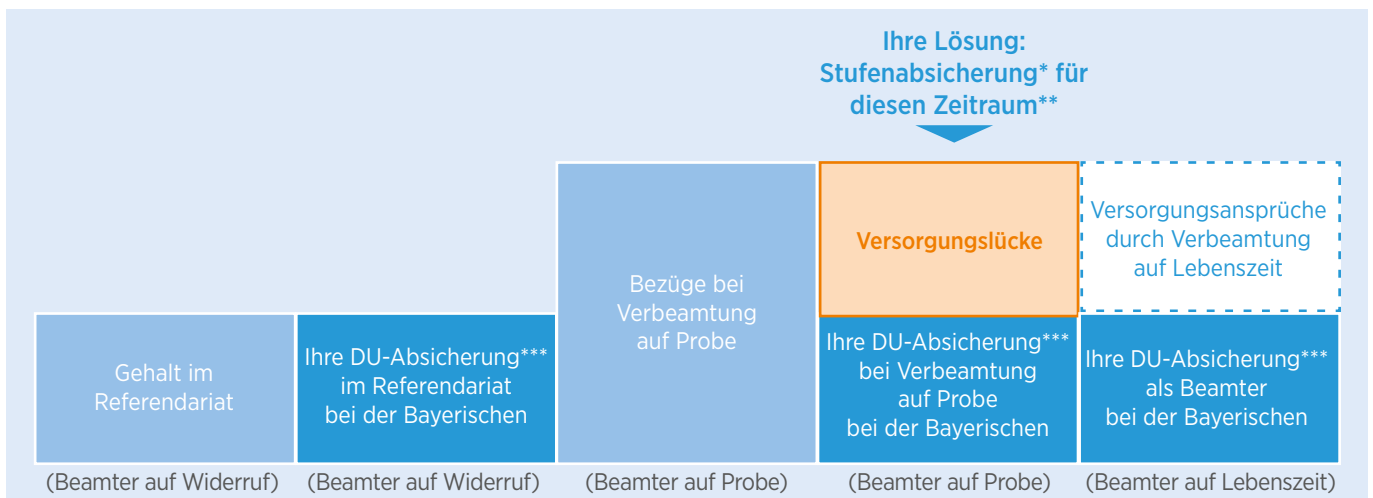 Ihre Lösung:
Stufenabsicherung* für
diesen Zeitraum**
Gehalt im
Referendariat
(Beamter auf Widerruf)
Ihre DU-Absicherung***
im Referendariat
bei der Bayerischen
(Beamter auf Widerruf)
Bezüge bei
Verbeamtung
auf Probe
(Beamter auf Probe)
Versorgungslücke
Ihre DU-Absicherung***
bei Verbeamtung
auf Probe
bei der Bayerischen
(Beamter auf Probe)
Versorgungsansprüche
durch Verbeamtung
auf Lebenszeit
Ihre DU-Absicherung***
als Beamter
bei der Bayerischen
(Beamter auf Lebenszeit)